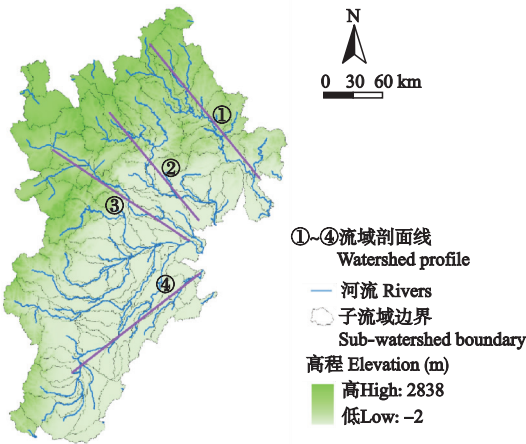 N
0 30 60 km
①
②
③
④
①~④流域剖面线
Watershed profile
河流 Rivers
子流域边界
Sub-watershed boundary
高程 Elevation (m)
高High: 2838
低Low: –2